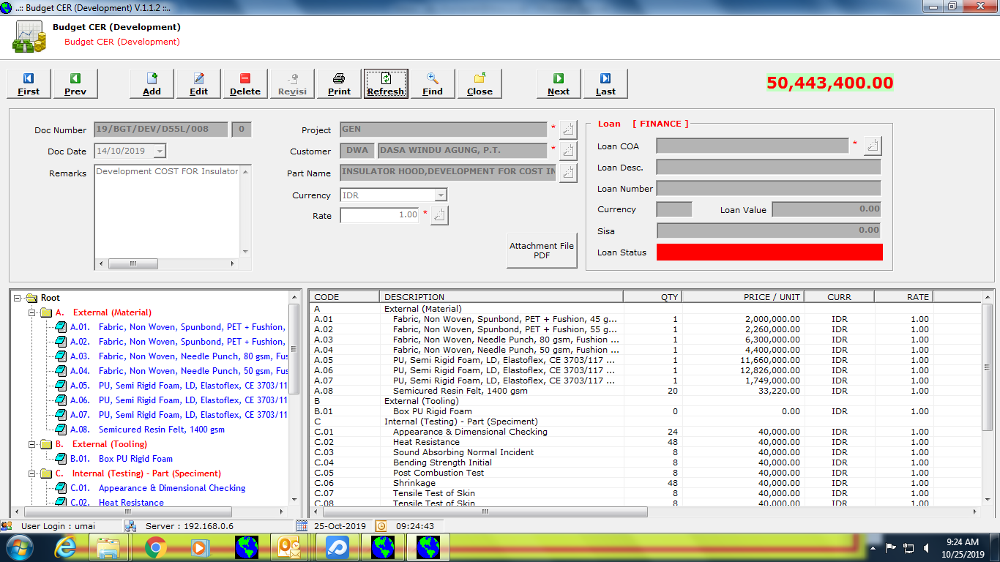 ..:: Budget CER (Development) V.1.1.2 ::..
Budget CER (Development)
Budget CER (Development)
First Prev Add Edit Delete Revisi Print Refresh Find Close Next Last 50,443,400.00
Doc Number 19/BGT/DEV/D55L/008 0
Doc Date 14/10/2019
Remarks Development COST FOR Insulator
Project GEN *
Customer DWA DASA WINDU AGUNG, P.T. *
Part Name INSULATOR HOOD,DEVELOPMENT FOR COST IN
Currency IDR
Rate 1.00 *
Attachment File
PDF
Loan [ FINANCE ]
Loan COA *
Loan Desc.
Loan Number
Currency Loan Value 0.00
Sisa 0.00
Loan Status
Root
A. External (Material)
A.01. Fabric, Non Woven, Spunbond, PET + Fushion,
A.02. Fabric, Non Woven, Spunbond, PET + Fushion,
A.03. Fabric, Non Woven, Needle Punch, 80 gsm, Fus
A.04. Fabric, Non Woven, Needle Punch, 50 gsm, Fus
A.05. PU, Semi Rigid Foam, LD, Elastoflex, CE 3703/11
A.06. PU, Semi Rigid Foam, LD, Elastoflex, CE 3703/11
A.07. PU, Semi Rigid Foam, LD, Elastoflex, CE 3703/11
A.08. Semicured Resin Felt, 1400 gsm
B. External (Tooling)
B.01. Box PU Rigid Foam
C. Internal (Testing) - Part (Speciment)
C.01. Appearance & Dimensional Checking
C.02. Heat Resistance
CODE DESCRIPTION QTY PRICE / UNIT CURR RATE
A External (Material)
A.01 Fabric, Non Woven, Spunbond, PET + Fushion, 45 g... 1 2,000,000.00 IDR 1.00
A.02 Fabric, Non Woven, Spunbond, PET + Fushion, 55 g... 1 2,260,000.00 IDR 1.00
A.03 Fabric, Non Woven, Needle Punch, 80 gsm, Fushion ... 1 6,300,000.00 IDR 1.00
A.04 Fabric, Non Woven, Needle Punch, 50 gsm, Fushion ... 1 4,400,000.00 IDR 1.00
A.05 PU, Semi Rigid Foam, LD, Elastoflex, CE 3703/117 ... 1 11,660,000.00 IDR 1.00
A.06 PU, Semi Rigid Foam, LD, Elastoflex, CE 3703/117 ... 1 12,826,000.00 IDR 1.00
A.07 PU, Semi Rigid Foam, LD, Elastoflex, CE 3703/117 ... 1 1,749,000.00 IDR 1.00
A.08 Semicured Resin Felt, 1400 gsm 20 33,220.00 IDR 1.00
B External (Tooling)
B.01 Box PU Rigid Foam 0 0.00 IDR 1.00
C Internal (Testing) - Part (Speciment)
C.01 Appearance & Dimensional Checking 24 40,000.00 IDR 1.00
C.02 Heat Resistance 48 40,000.00 IDR 1.00
C.03 Sound Absorbing Normal Incident 8 40,000.00 IDR 1.00
C.04 Bending Strength Initial 8 40,000.00 IDR 1.00
C.05 Post Combustion Test 8 40,000.00 IDR 1.00
C.06 Shrinkage 48 40,000.00 IDR 1.00
C.07 Tensile Test of Skin 8 40,000.00 IDR 1.00
C.08 Tensile Test of Skin 8 40,000.00 IDR 1.00
User Login : umai Server : 192.168.0.6 25-Oct-2019 09:24:43
9:24 AM
10/25/2019